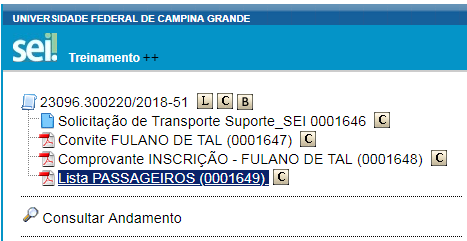 UNIVERSIDADE FEDERAL DE CAMPINA GRANDE
sei! Treinamento ++
23096.300220/2018-51 L C B
Solicitação de Transporte Suporte_SEI 0001646 C
Convite FULANO DE TAL (0001647) C
Comprovante INSCRIÇÃO - FULANO DE TAL (0001648) C
Lista PASSAGEIROS (0001649) C
Consultar Andamento